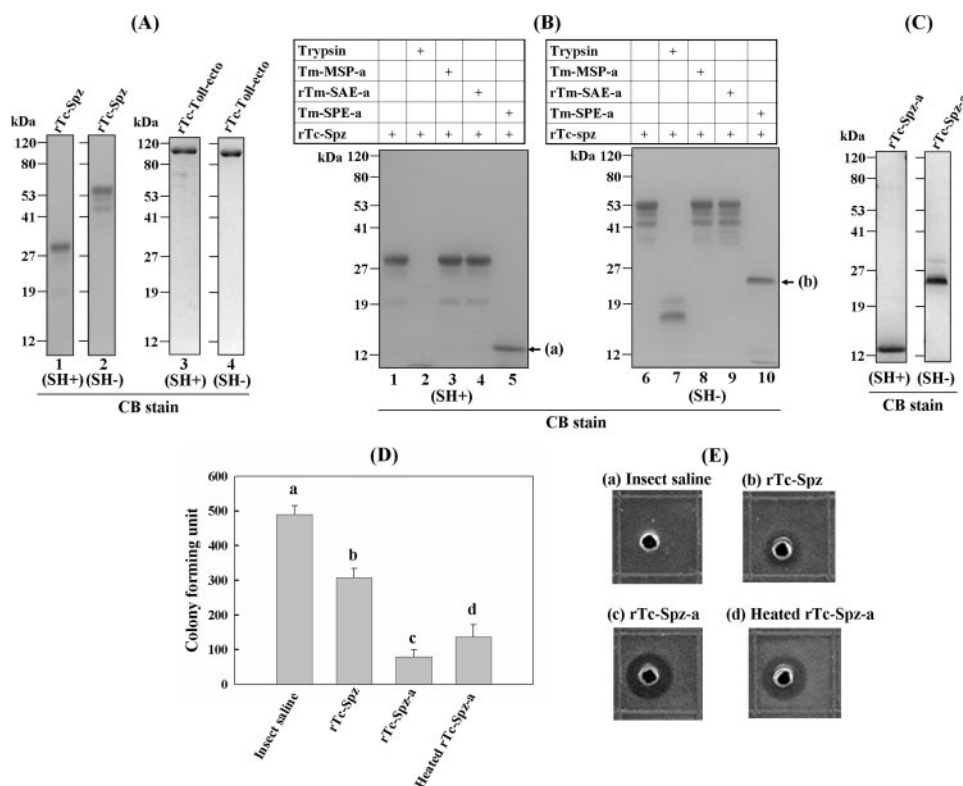 (A)
rTc-Spz
rTc-Spz
rTc-Toll-ecto
rTc-Toll-ecto
kDa
120
80
53
41
27
19
12
1 2 3 4
(SH+) (SH-) (SH+) (SH-)
CB stain
(B)
Trypsin +
Tm-MSP-a +
rTm-SAE-a +
Tm-SPE-a +
rTc-Spz + + + + +
kDa 120
80
53
41
27
19
12
(a)
1 2 3 4 5
(SH+)
Trypsin +
Tm-MSP-a +
rTm-SAE-a +
Tm-SPE-a +
rTc-spz + + + + +
kDa 120
80
53
41
27
19
12
(b)
6 7 8 9 10
(SH-)
CB stain
(C)
rTc-Spz-a
rTc-Spz-a
kDa
120
80
53
41
27
19
12
(SH+) (SH-)
CB stain
(D)
Colony forming unit
600
500
400
300
200
100
0
a
b
c
d
Insect saline
rTc-Spz
rTc-Spz-a
Heated rTc-Spz-a
(E)
(a) Insect saline
(b) rTc-Spz
(c) rTc-Spz-a
(d) Heated rTc-Spz-a